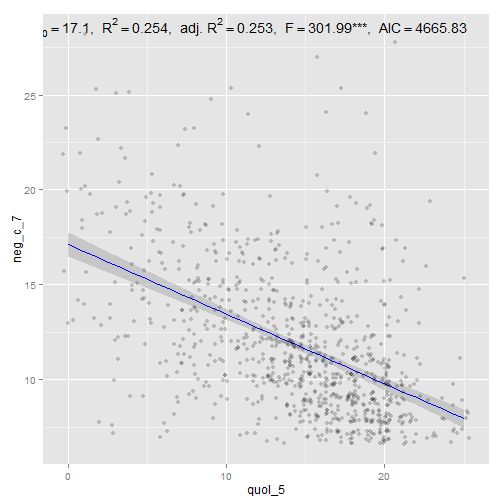 = 17.1, R² = 0.254, adj. R² = 0.253, F = 301.99***, AIC = 4665.83
25
20
15
10
neg_c_7
0 10 20
quol_5